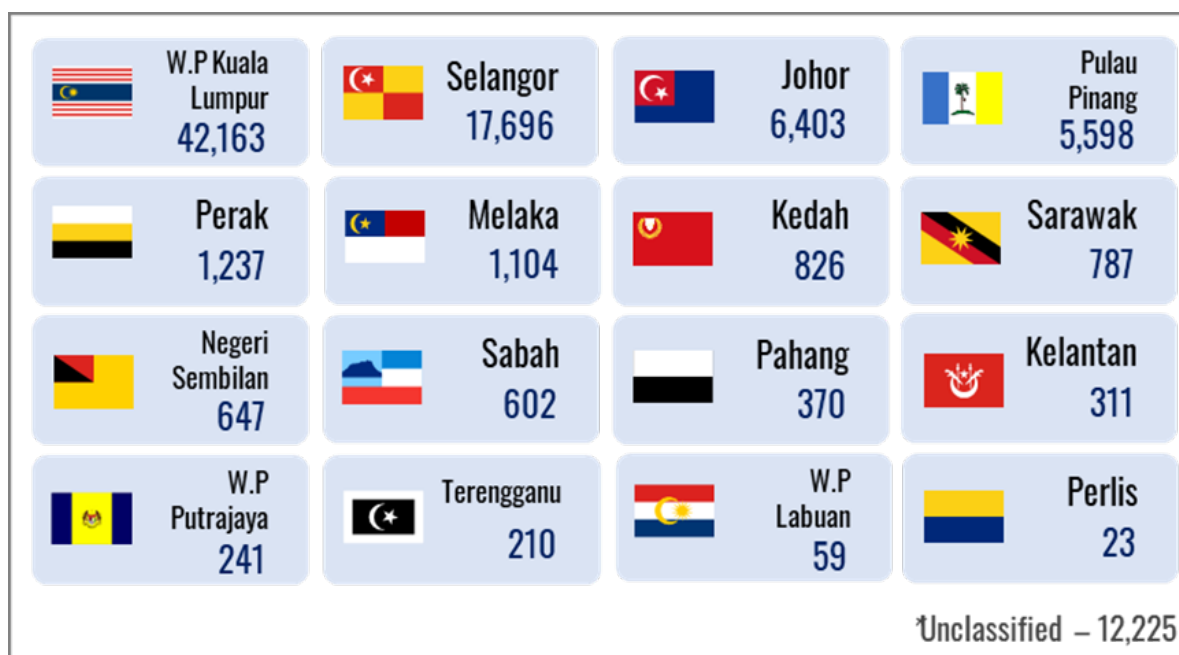 W.P Kuala
Lumpur
42,163
Selangor
17,696
Johor
6,403
Pulau
Pinang
5,598
Perak
1,237
Melaka
1,104
Kedah
826
Sarawak
787
Negeri
Sembilan
647
Sabah
602
Pahang
370
Kelantan
311
W.P
Putrajaya
241
Terengganu
210
W.P
Labuan
59
Perlis
23
*Unclassified – 12,225